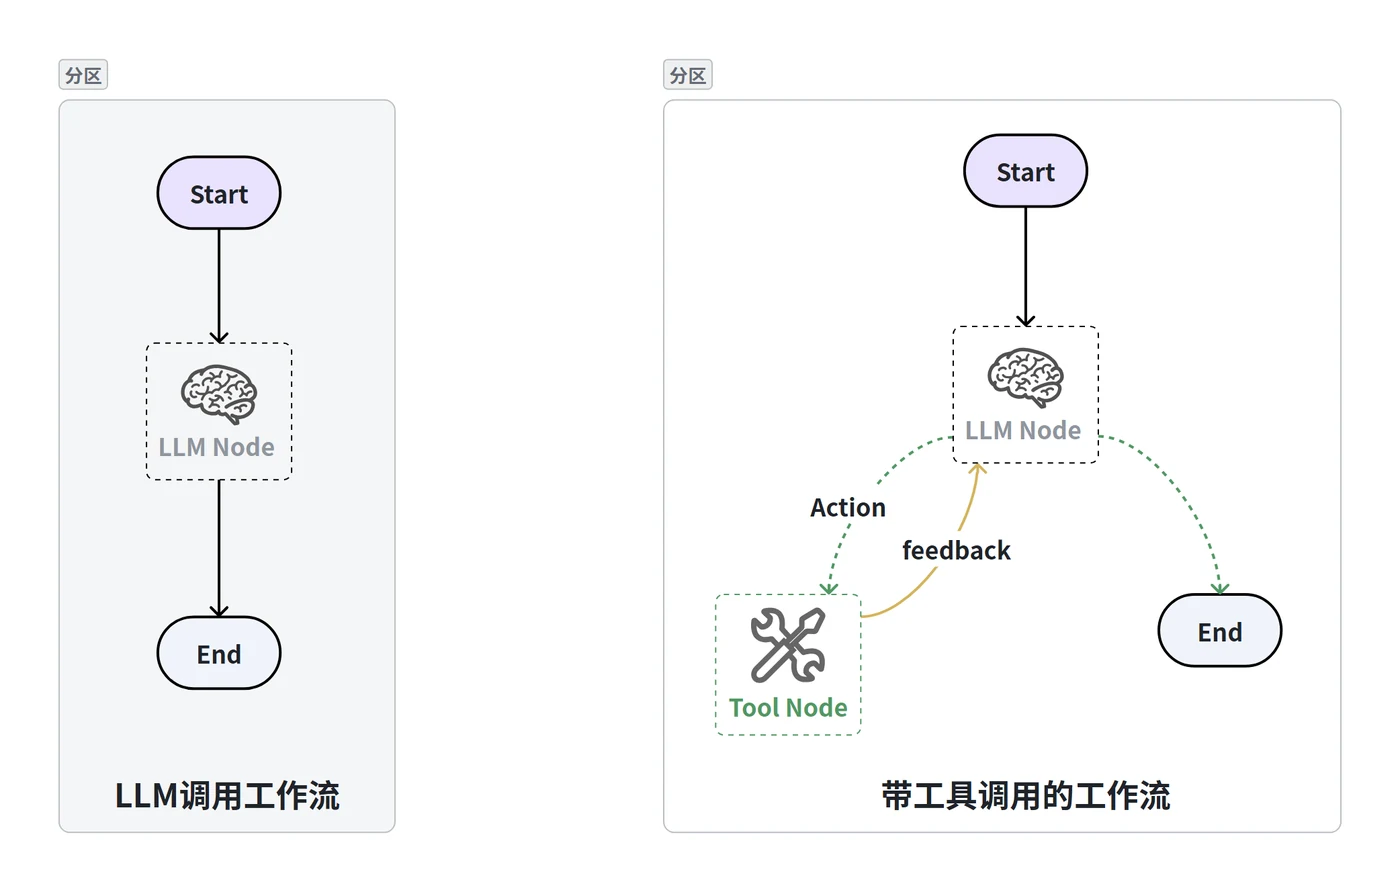 分区
Start
LLM Node
End
LLM调用工作流
分区
Start
LLM Node
Action
feedback
Tool Node
End
带工具调用的工作流